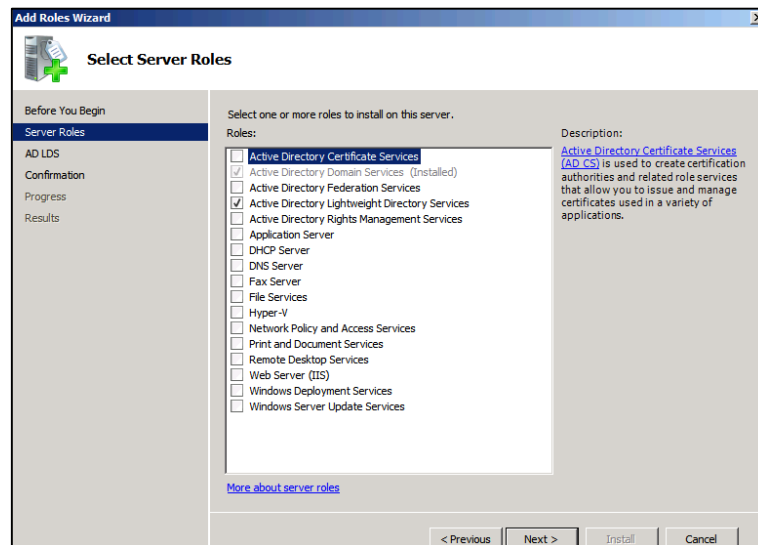 Add Roles Wizard
Select Server Roles
Before You Begin
Server Roles
AD LDS
Confirmation
Progress
Results
Select one or more roles to install on this server.
Roles:
Active Directory Certificate Services
Active Directory Domain Services (Installed)
Active Directory Federation Services
Active Directory Lightweight Directory Services
Active Directory Rights Management Services
Application Server
DHCP Server
DNS Server
Fax Server
File Services
Hyper-V
Network Policy and Access Services
Print and Document Services
Remote Desktop Services
Web Server (IIS)
Windows Deployment Services
Windows Server Update Services
More about server roles
Description:
Active Directory Certificate Services
(AD CS) is used to create certification
authorities and related role services
that allow you to issue and manage
certificates used in a variety of
applications.
< Previous
Next >
Install
Cancel